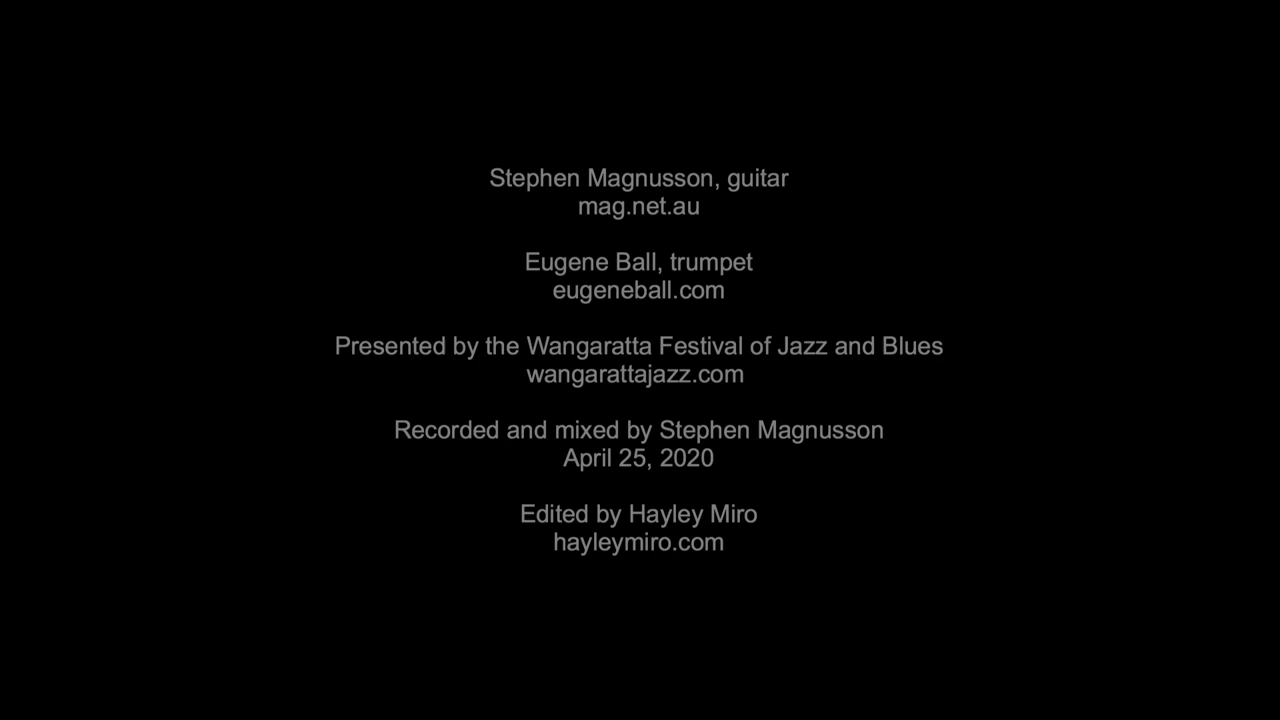 Stephen Magnusson, guitar
mag.net.au
Eugene Ball, trumpet
eugeneball.com
Presented by the Wangaratta Festival of Jazz and Blues
wangarattajazz.com
Recorded and mixed by Stephen Magnusson
April 25, 2020
Edited by Hayley Miro
hayleymiro.com